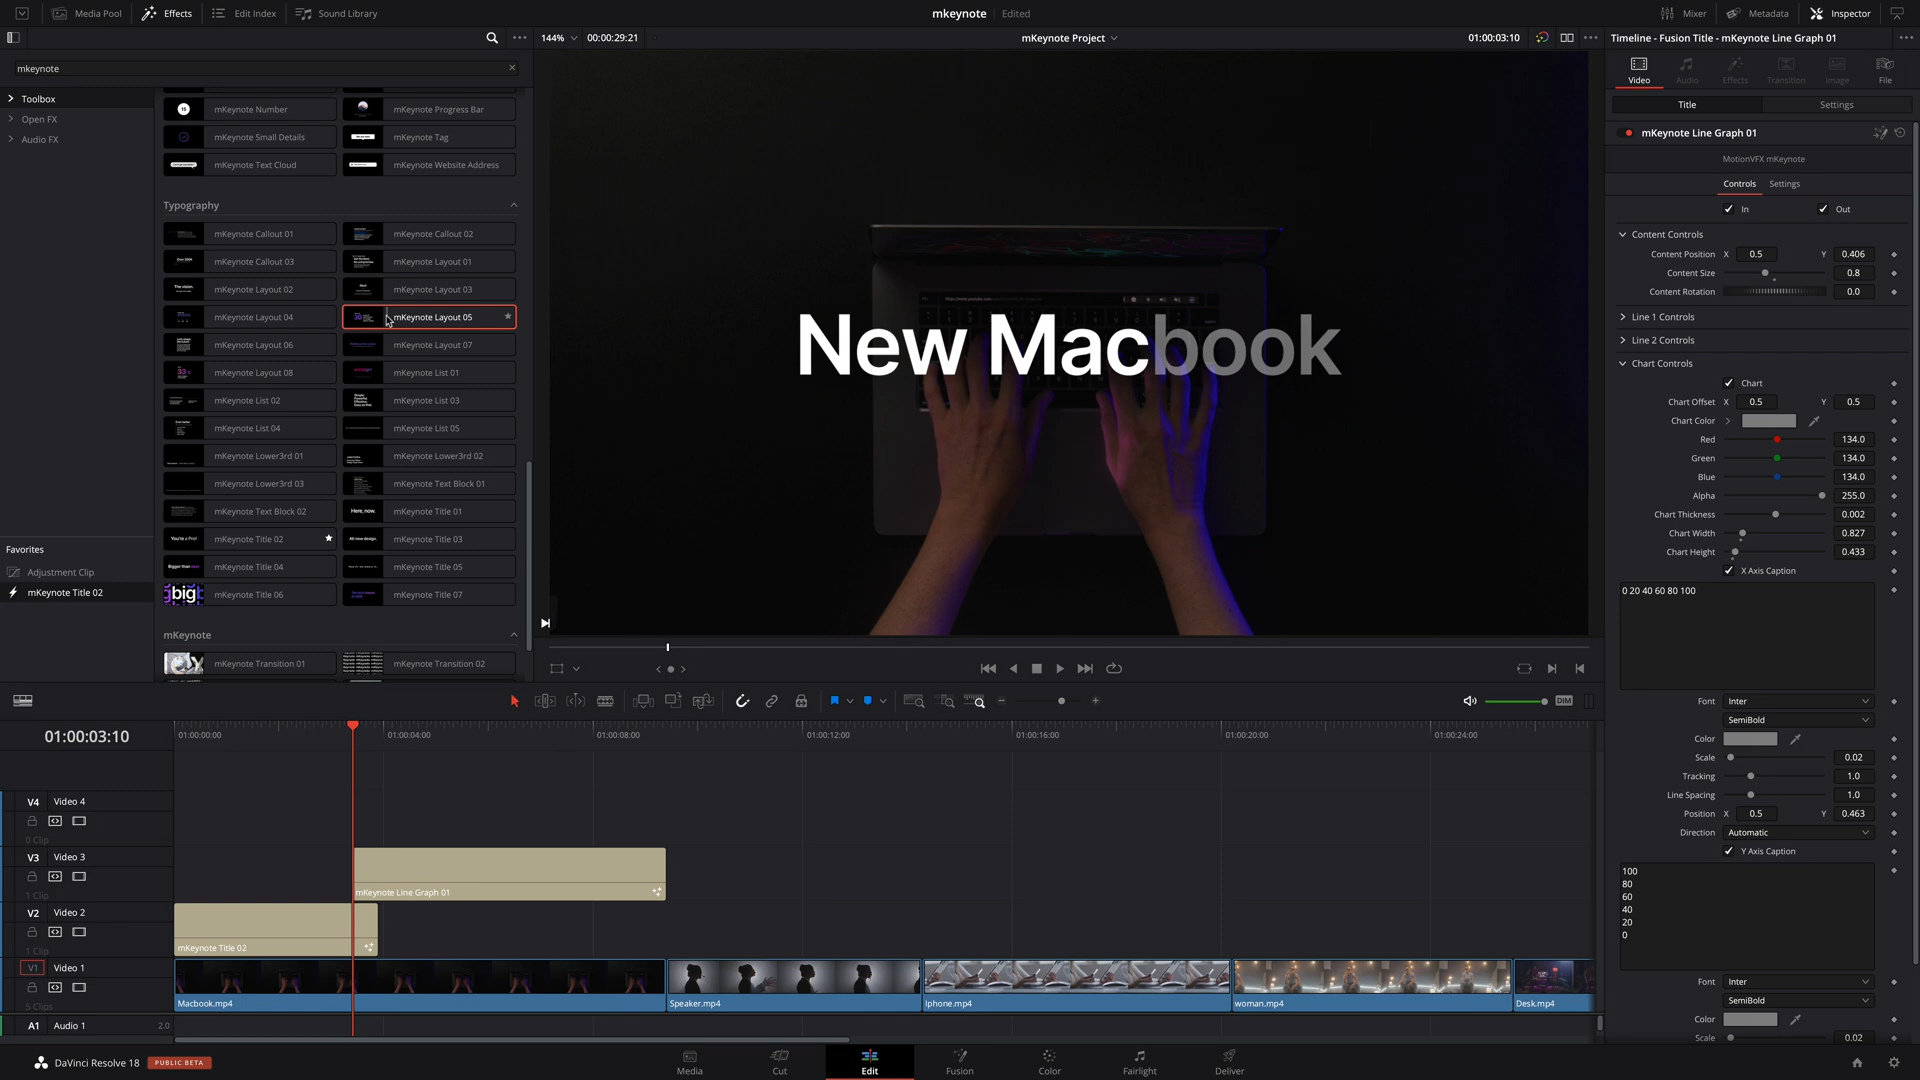 Media Pool
Effects
Edit Index
Sound Library
mkeynote
Edited
Mixer
Metadata
Inspector
144%
00:00:29:21
mKeynote Project
01:00:03:10
Timeline - Fusion Title - mKeynote Line Graph 01
mkeynote
Toolbox
Open FX
Audio FX
mKeynote Number
mKeynote Progress Bar
mKeynote Small Details
mKeynote Tag
mKeynote Text Cloud
mKeynote Website Address
Typography
mKeynote Callout 01
mKeynote Callout 02
mKeynote Callout 03
mKeynote Layout 01
mKeynote Layout 02
mKeynote Layout 03
mKeynote Layout 04
mKeynote Layout 05
mKeynote Layout 06
mKeynote Layout 07
mKeynote Layout 08
mKeynote List 01
mKeynote List 02
mKeynote List 03
mKeynote List 04
mKeynote List 05
mKeynote Lower3rd 01
mKeynote Lower3rd 02
mKeynote Lower3rd 03
mKeynote Text Block 01
mKeynote Text Block 02
Here, now.
mKeynote Title 01
You're a Pro!
mKeynote Title 02
All-new design.
mKeynote Title 03
Bigger than ever
mKeynote Title 04
mKeynote Title 05
big
mKeynote Title 06
mKeynote Title 07
mKeynote
mKeynote Transition 01
mKeynote Transition 02
Favorites
Adjustment Clip
mKeynote Title 02
New Macbook
Video
Audio
Effects
Transition
Image
File
Title
Settings
mKeynote Line Graph 01
MotionVFX mKeynote
Controls
Settings
In
Out
Content Controls
Content Position X 0.5 Y 0.406
Content Size 0.8
Content Rotation 0.0
Line 1 Controls
Line 2 Controls
Chart Controls
Chart
Chart Offset X 0.5 Y 0.5
Chart Color
Red 134.0
Green 134.0
Blue 134.0
Alpha 255.0
Chart Thickness 0.002
Chart Width 0.827
Chart Height 0.433
X Axis Caption
0 20 40 60 80 100
Font Inter
SemiBold
Color
Scale 0.02
Tracking 1.0
Line Spacing 1.0
Position X 0.5 Y 0.463
Direction Automatic
Y Axis Caption
100
80
60
40
20
0
Font Inter
SemiBold
Color
Scale 0.02
DIM
01:00:03:10
01:00:00:00
01:00:04:00
01:00:08:00
01:00:12:00
01:00:16:00
01:00:20:00
01:00:24:00
V4 Video 4
0 Clip
V3 Video 3
1 Clip
mKeynote Line Graph 01
V2 Video 2
1 Clip
mKeynote Title 02
V1 Video 1
5 Clips
Macbook.mp4
Speaker.mp4
Iphone.mp4
woman.mp4
Desk.mp4
A1 Audio 1 2.0
DaVinci Resolve 18
PUBLIC BETA
Media
Cut
Edit
Fusion
Color
Fairlight
Deliver